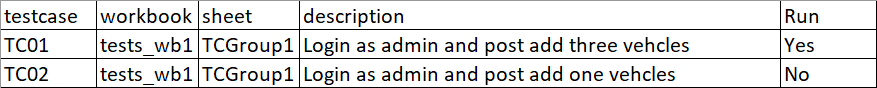 testcase workbook sheet description Run
TC01 tests_wb1 TCGroup1 Login as admin and post add three vehcles Yes
TC02 tests_wb1 TCGroup1 Login as admin and post add one vehcles No